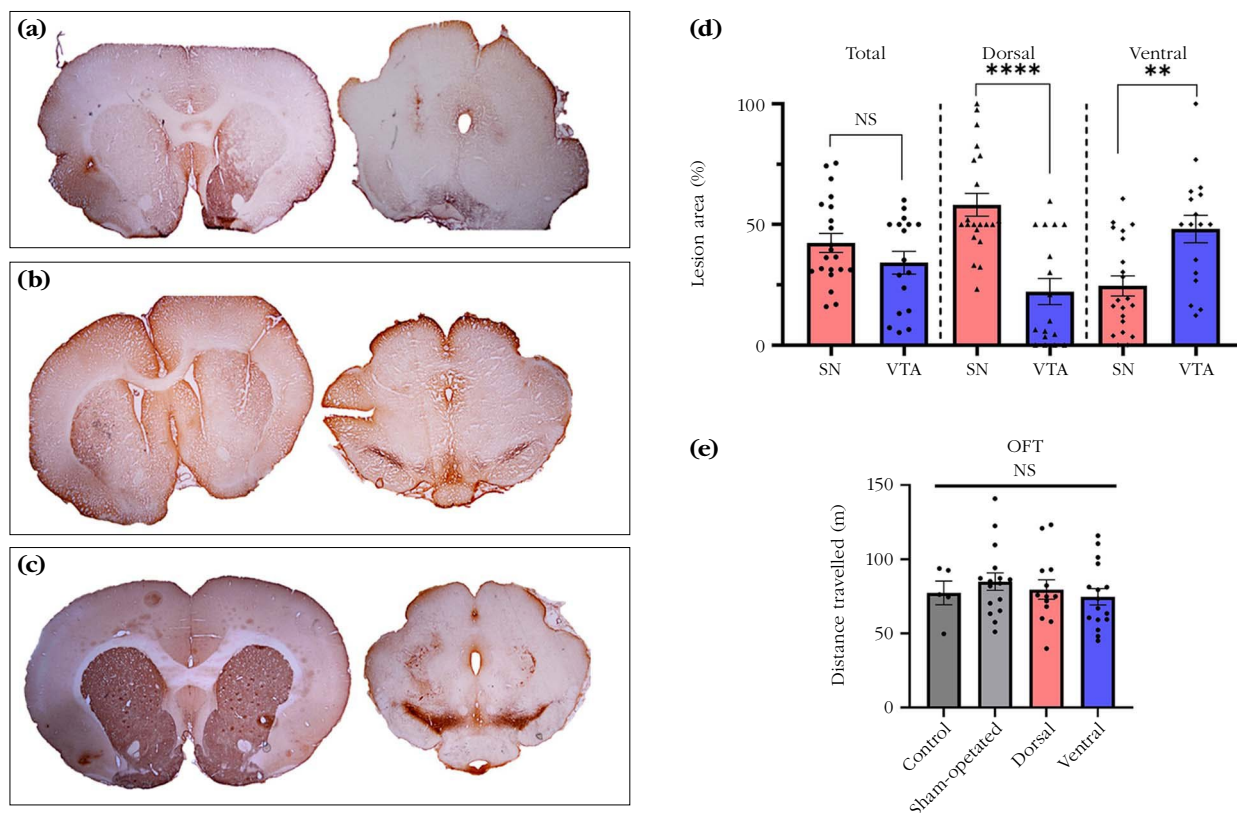 (a)
(b)
(c)
(d)
Total Dorsal Ventral
**** **
NS
Lesion area (%)
100
50
0
SN VTA SN VTA SN VTA
(e)
OFT
NS
Distance travelled (m)
150
100
50
0
Control
Sham-opetated
Dorsal
Ventral